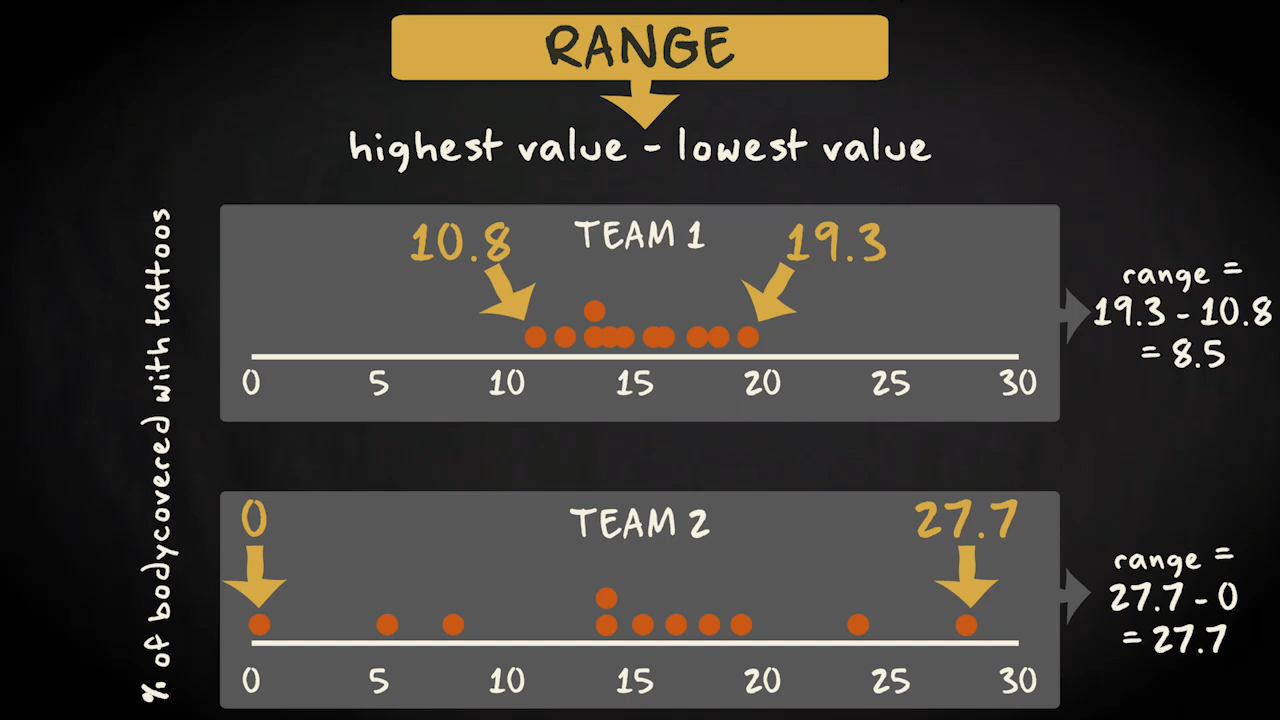 RANGE
highest value - lowest value
% of bodycovered with tattoos
TEAM 1
10.8
19.3
0 5 10 15 20 25 30
range =
19.3 - 10.8
= 8.5
TEAM 2
0
27.7
0 5 10 15 20 25 30
range =
27.7 - 0
= 27.7